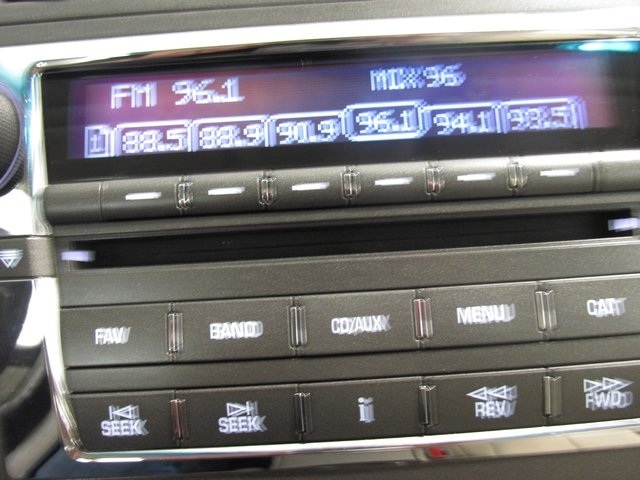 FM 96.1 MIX96
1 88.5 88.9 90.9 96.1 94.1 93.5
FAV BAND CD/AUX MENU CAT
SEEK SEEK i REV FWD